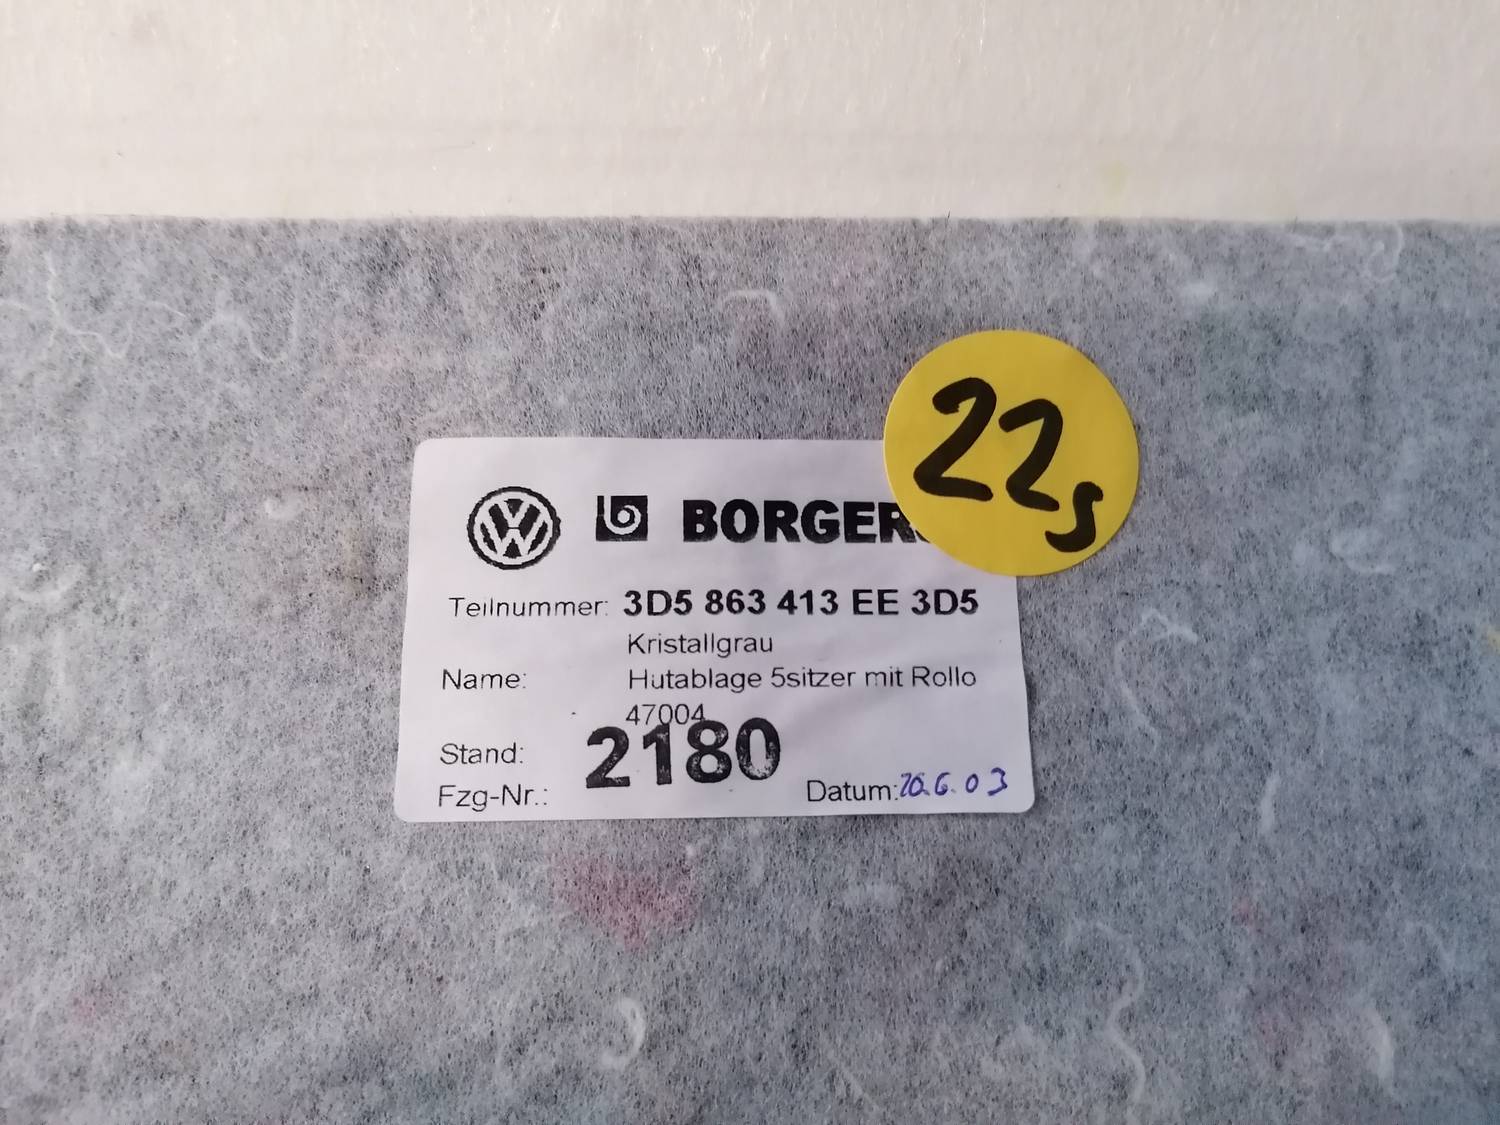 BORGERS
22s
Teilnummer: 3D5 863 413 EE 3D5
Kristallgrau
Name: Hutablage 5sitzer mit Rollo
47004
Stand: 2180
Fzg-Nr.: Datum: 20.6.03